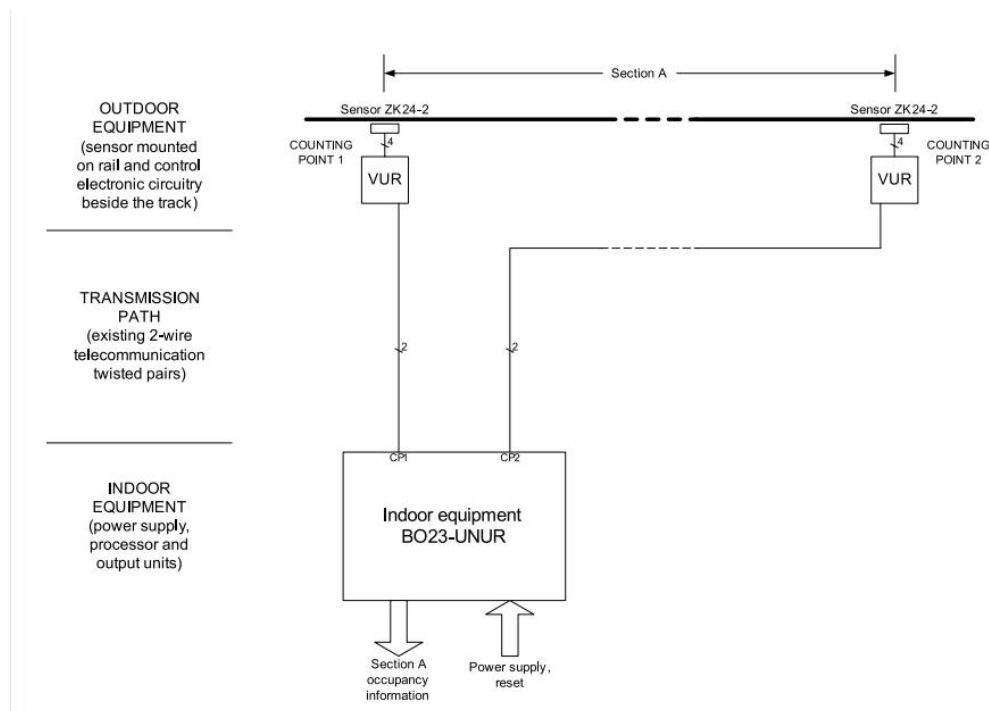 Section A
OUTDOOR
EQUIPMENT
(sensor mounted
on rail and control
electronic circuitry
beside the track)
Sensor ZK24-2
Sensor ZK24-2
COUNTING
POINT 1
4
VUR
4
COUNTING
POINT 2
VUR
TRANSMISSION
PATH
(existing 2-wire
telecommunication
twisted pairs)
2
2
INDOOR
EQUIPMENT
(power supply,
processor and
output units)
CP1
CP2
Indoor equipment
BO23-UNUR
Section A
occupancy
information
Power supply,
reset